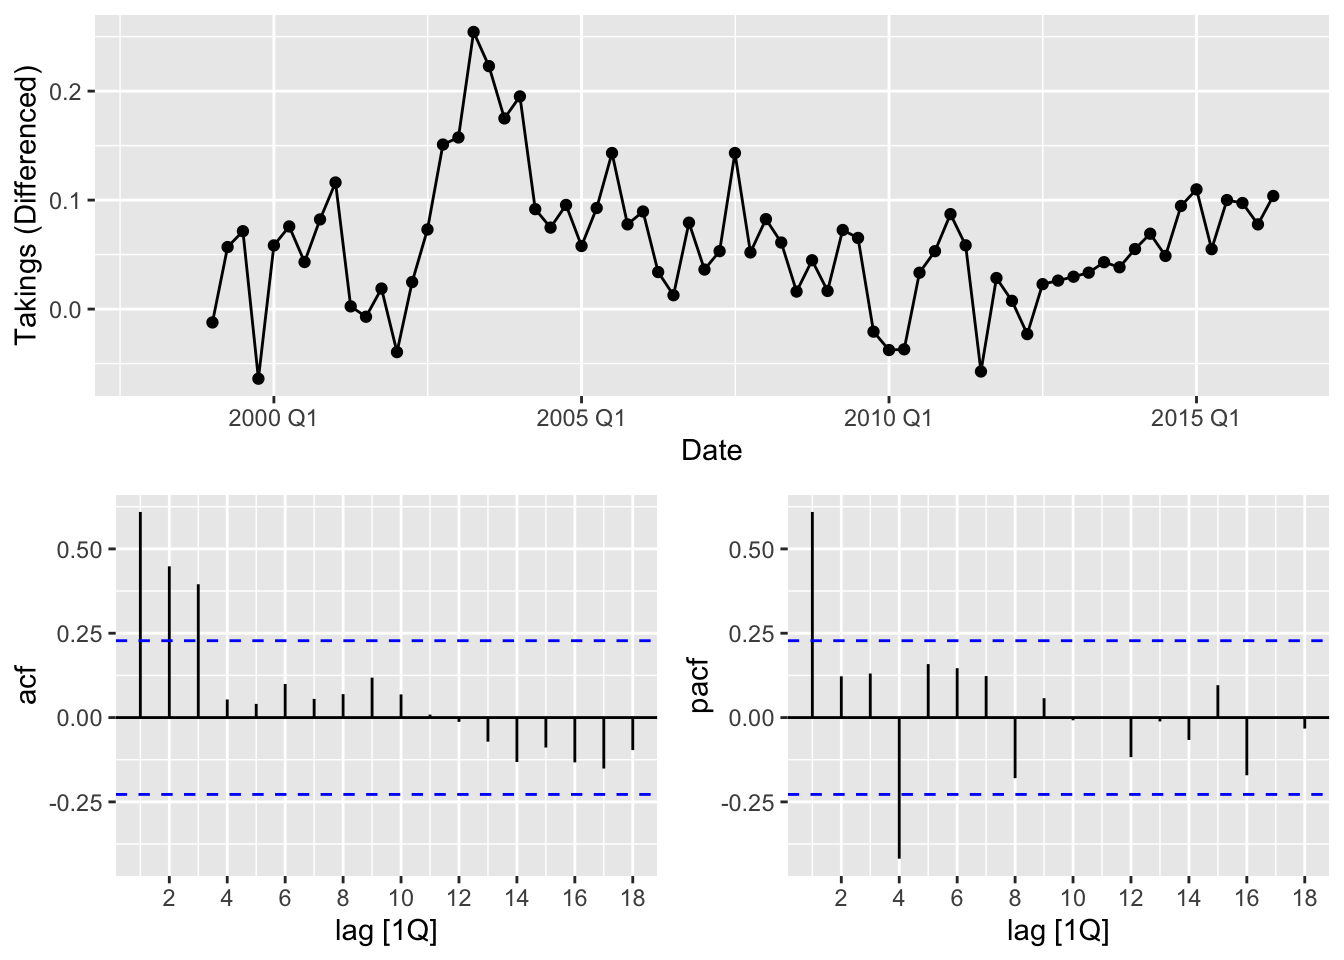 Takings (Differenced)
0.2
0.1
0.0
2000 Q1
2005 Q1
2010 Q1
2015 Q1
Date
acf
0.50
0.25
0.00
-0.25
2 4 6 8 10 12 14 16 18
lag [1Q]
pacf
0.50
0.25
0.00
-0.25
2 4 6 8 10 12 14 16 18
lag [1Q]